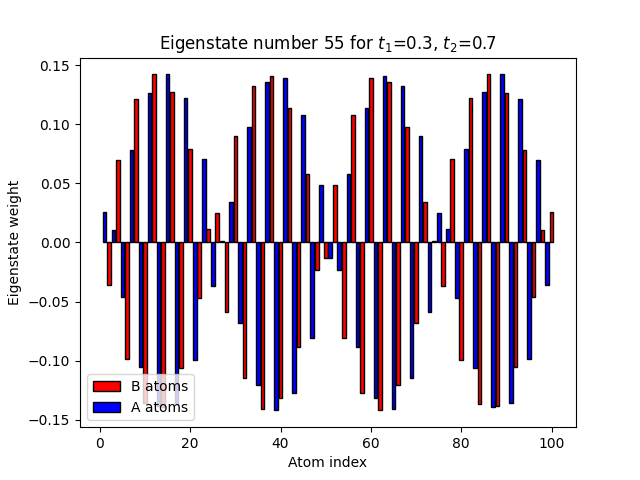 Eigenstate number 55 for t₁=0.3, t₂=0.7
0.15
0.10
0.05
0.00
−0.05
−0.10
−0.15
Eigenstate weight
B atoms
A atoms
0 20 40 60 80 100
Atom index